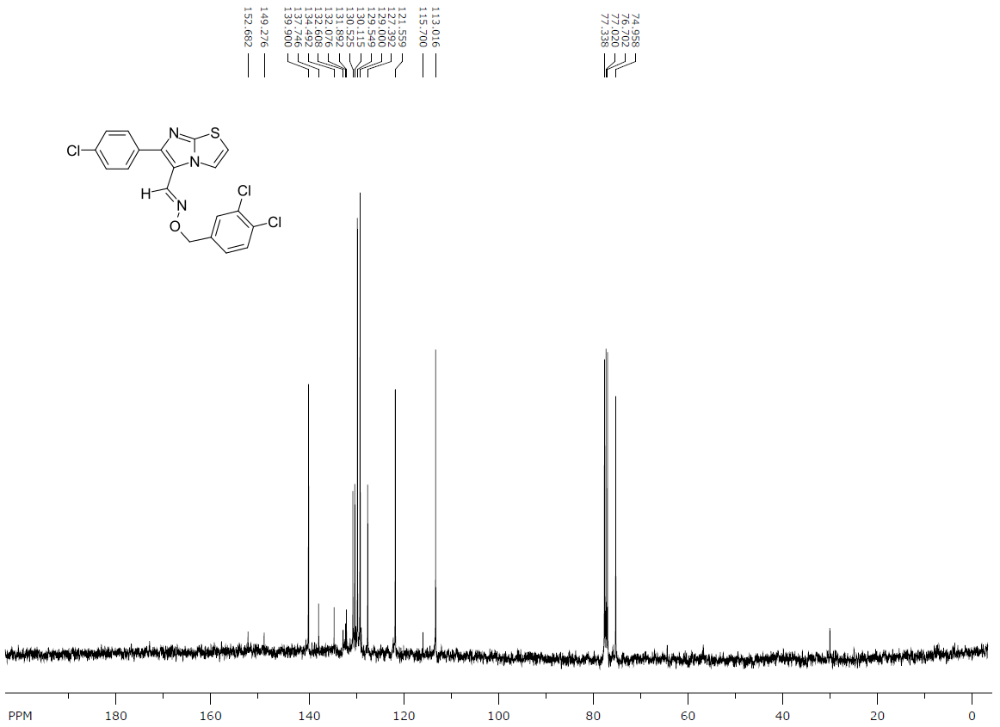 152.682
149.276
139.900
137.746
134.492
132.608
132.076
131.892
130.525
130.115
129.549
129.000
127.392
121.559
115.700
113.016
77.338
77.020
76.702
74.958
N
S
Cl
N
H
Cl
N
Cl
O
PPM 180 160 140 120 100 80 60 40 20 0